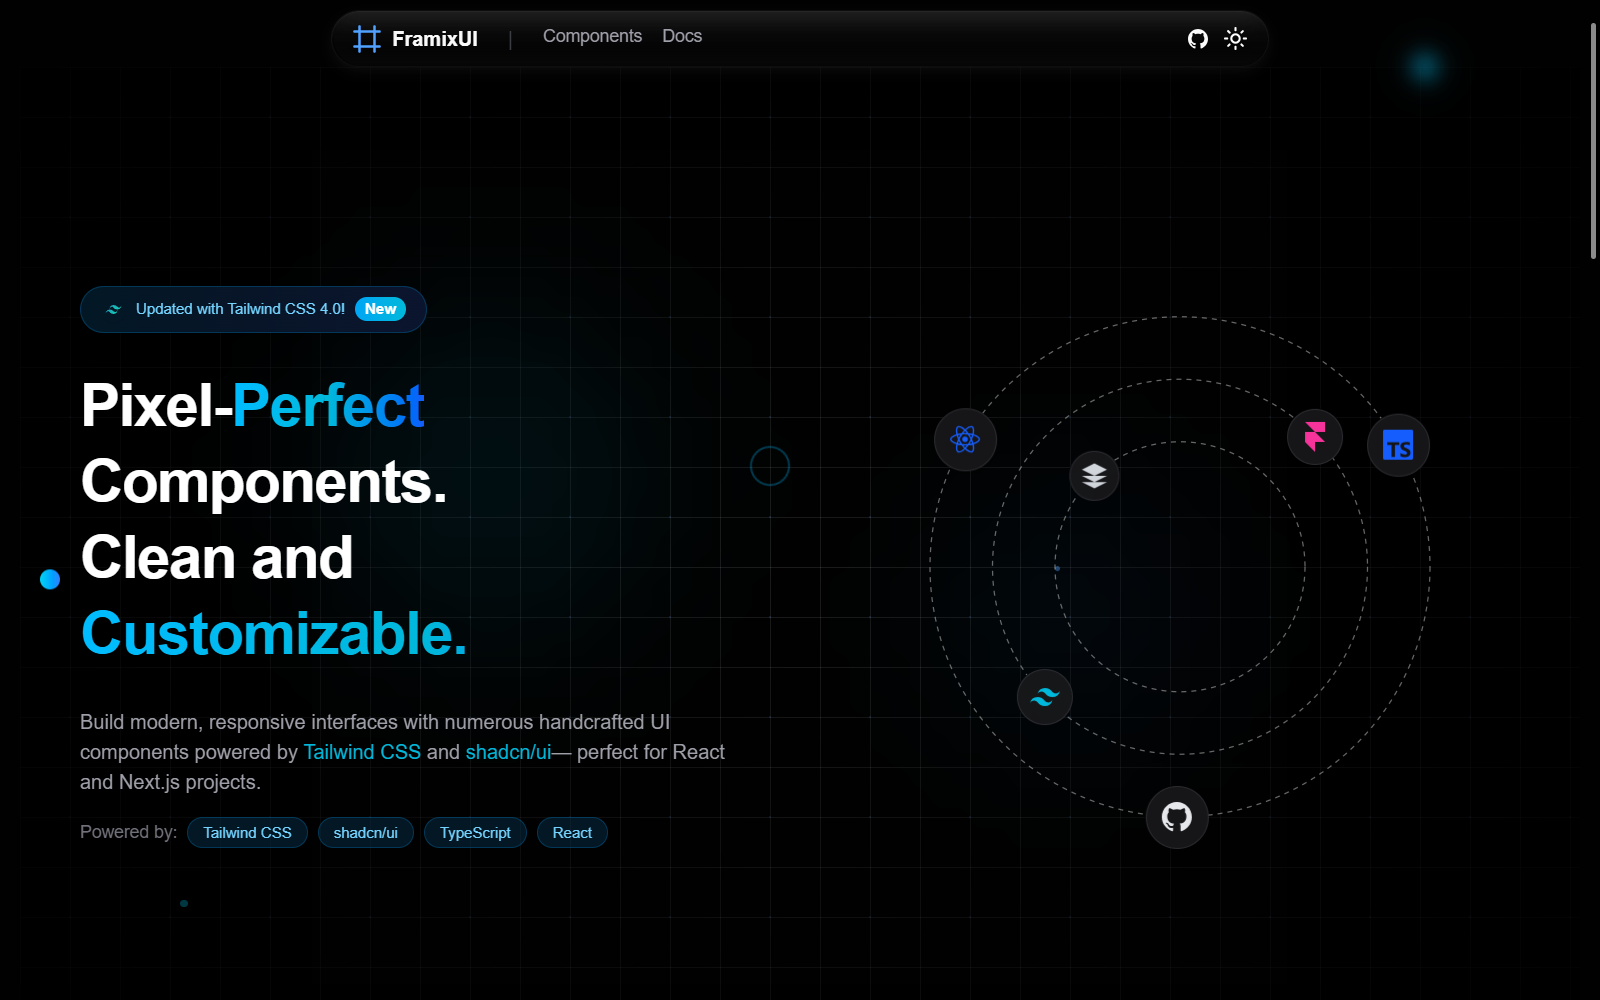 FramixUI | Components Docs
Updated with Tailwind CSS 4.0! New
Pixel-Perfect
Components.
Clean and
Customizable.
Build modern, responsive interfaces with numerous handcrafted UI
components powered by Tailwind CSS and shadcn/ui— perfect for React
and Next.js projects.
Powered by: Tailwind CSS shadcn/ui TypeScript React
TS